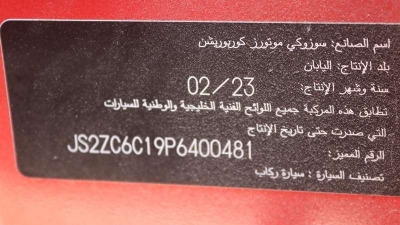 اسم الصانع: سوزوكي موتورز كوربوريشن
بلد الإنتاج: اليابان
سنة وشهر الإنتاج: 02/23
تطابق هذه المركبة جميع اللوائح الفنية الخليجية والوطنية للسيارات
التي صدرت حتى تاريخ الإنتاج
الرقم المميز: JS2ZC6C19P6400481
تصنيف السيارة : سيارة ركاب